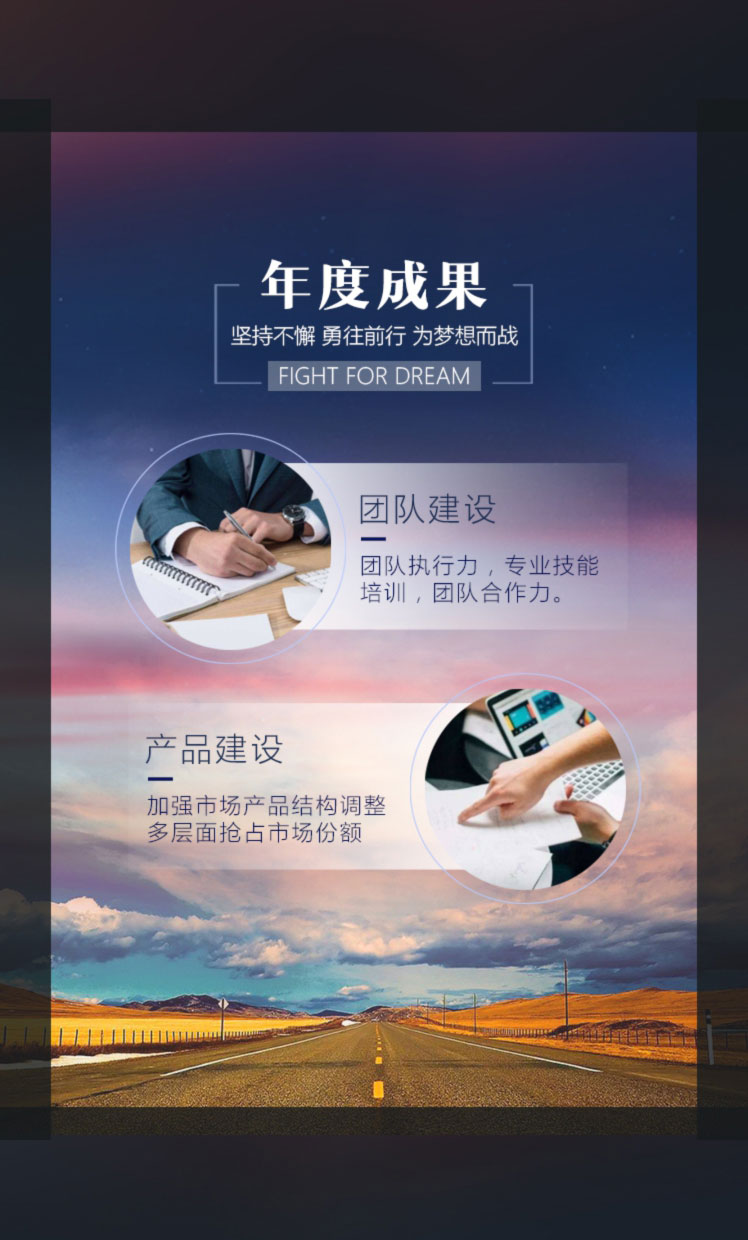 年度成果
坚持不懈 勇往前行 为梦想而战
FIGHT FOR DREAM
团队建设
团队执行力，专业技能
培训，团队合作力。
产品建设
加强市场产品结构调整
多层面抢占市场份额